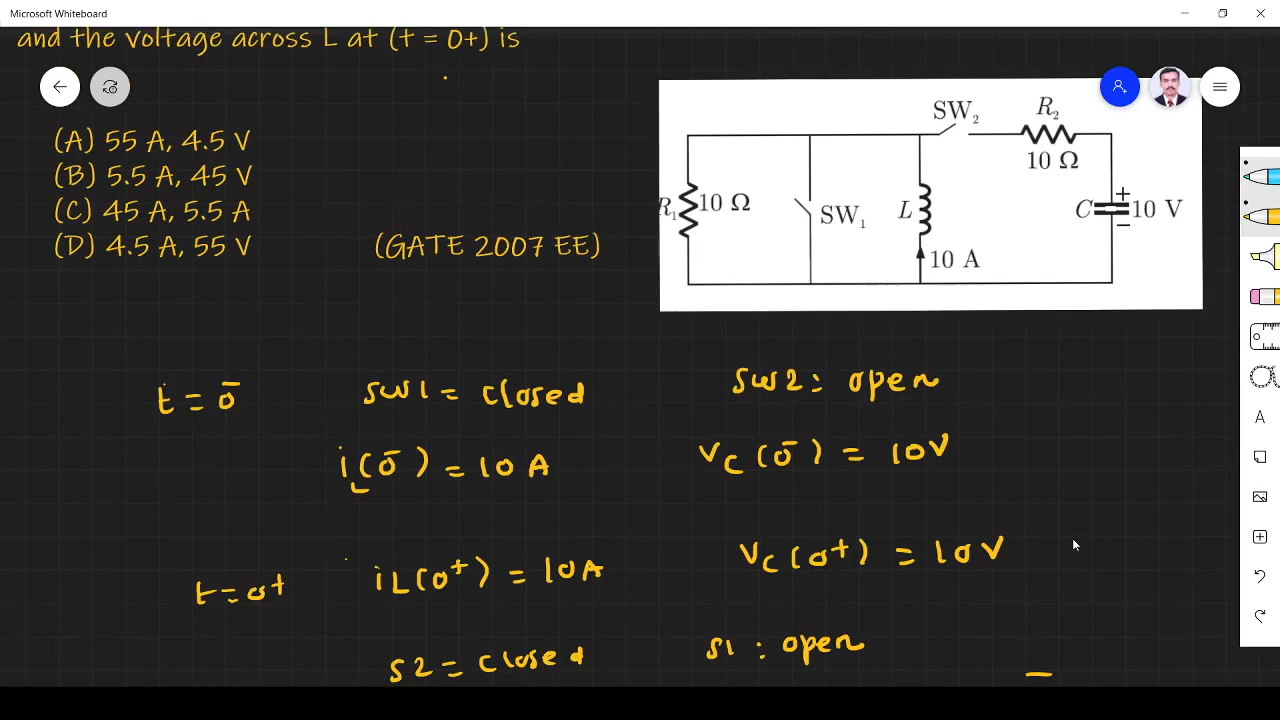 Microsoft Whiteboard
and the voltage across L at (t = 0+) is
(A) 55 A, 4.5 V
(B) 5.5 A, 45 V
(C) 45 A, 5.5 A
(D) 4.5 A, 55 V
(GATE 2007 EE)
SW2
R2
10 Ω
R1
10 Ω
SW1
L
C
+
10 V
−
10 A
t = 0-
SW1 = closed
SW2 : open
iL(0-) = 10 A
VC(0-) = 10V
t = 0+
iL(0+) = 10A
VC(0+) = 10V
S2 = closed
S1 : open
A